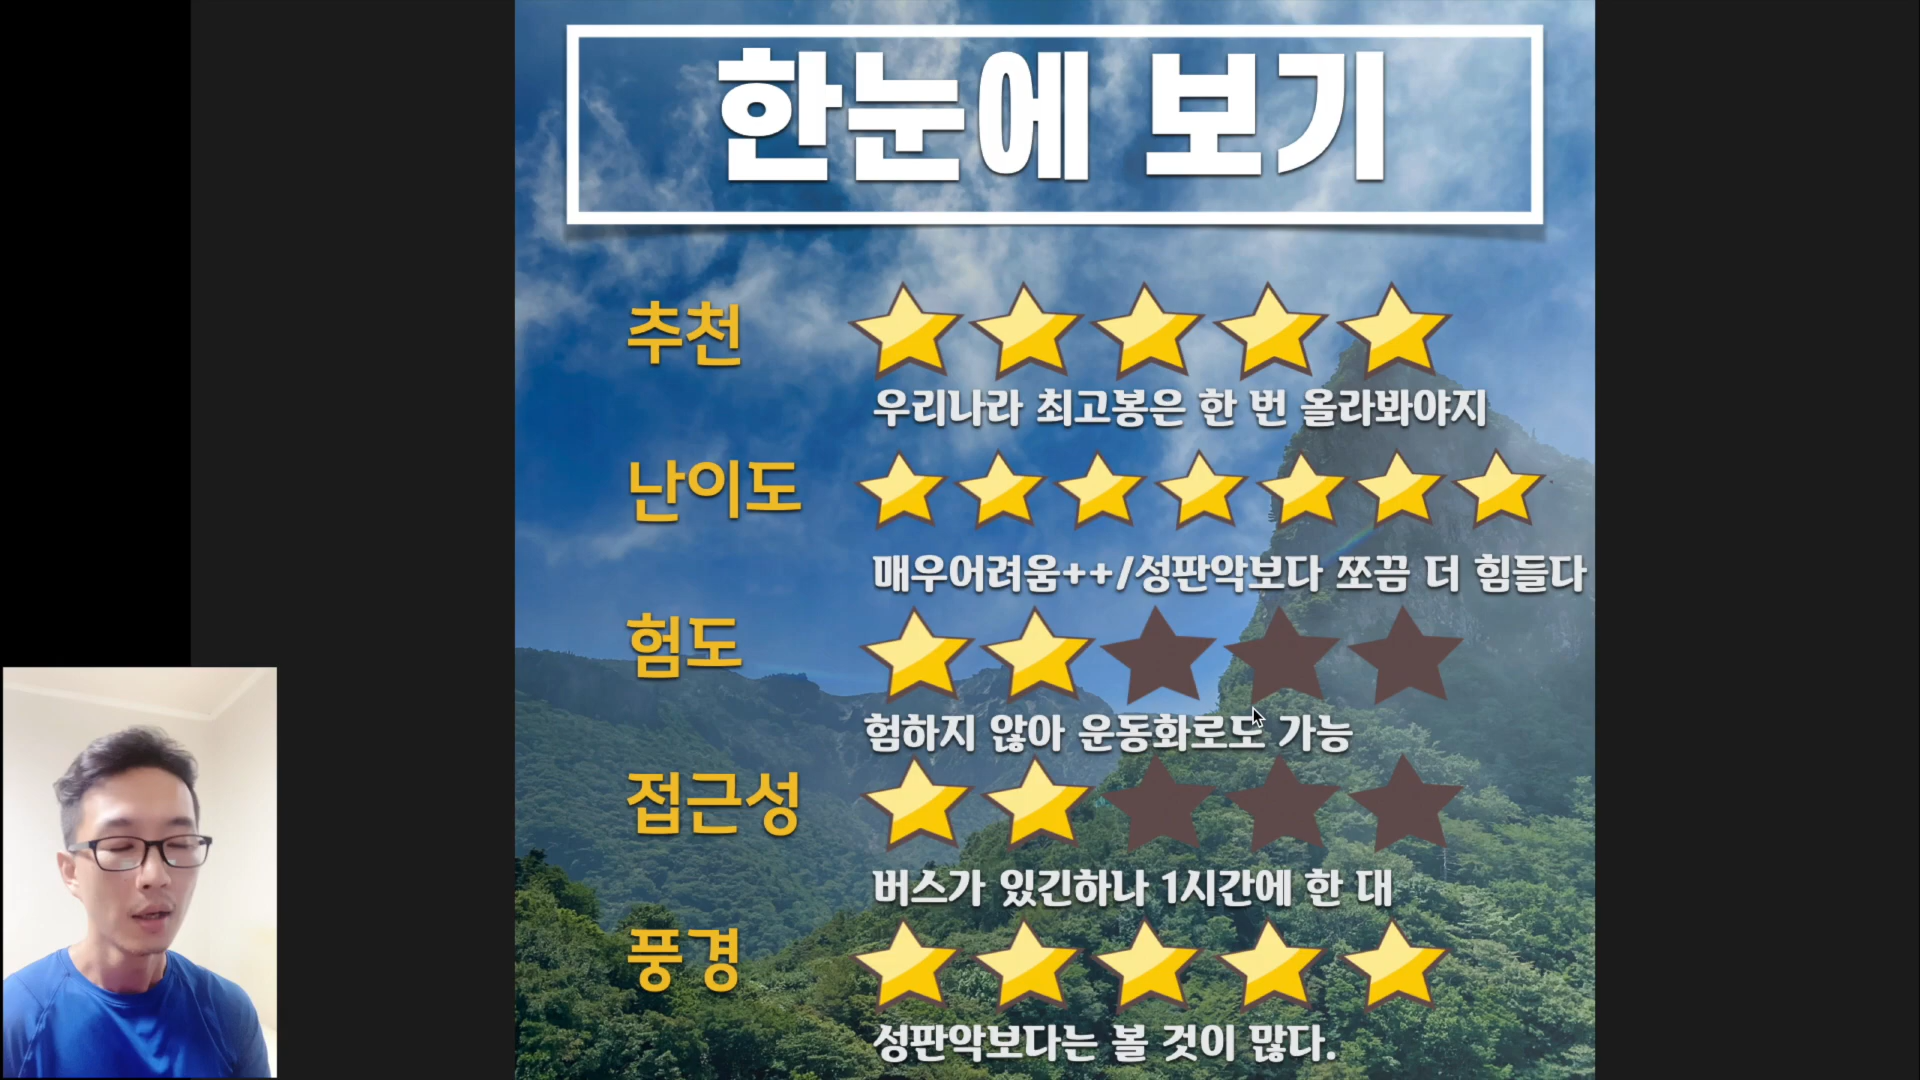 한눈에 보기
추천
우리나라 최고봉은 한 번 올라봐야지
난이도
매우어려움++/성판악보다 쪼끔 더 힘들다
험도
험하지 않아 운동화로도 가능
접근성
버스가 있긴하나 1시간에 한 대
풍경
성판악보다는 볼 것이 많다.